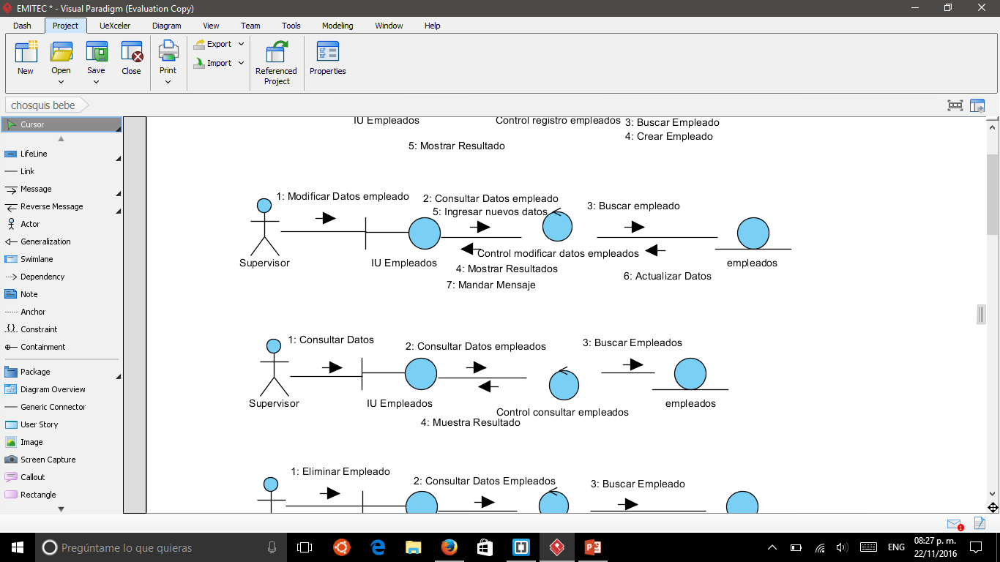 EMITEC * - Visual Paradigm (Evaluation Copy)
Dash Project UeXceler Diagram View Team Tools Modeling Window Help
New Open Save Close Print Export Import Referenced Project Properties
chosquis bebe
Cursor
LifeLine
Link
Message
Reverse Message
Actor
Generalization
Swimlane
Dependency
Note
Anchor
Constraint
Containment
Package
Diagram Overview
Generic Connector
User Story
Image
Screen Capture
Callout
Rectangle
IU Empleados
Control registro empleados
3: Buscar Empleado
4: Crear Empleado
5: Mostrar Resultado
1: Modificar Datos empleado
2: Consultar Datos empleado
5: Ingresar nuevos datos
3: Buscar empleado
Supervisor
IU Empleados
Control modificar datos empleados
empleados
4: Mostrar Resultados
6: Actualizar Datos
7: Mandar Mensaje
1: Consultar Datos
2: Consultar Datos empleados
3: Buscar Empleados
Supervisor
IU Empleados
Control consultar empleados
empleados
4: Muestra Resultado
1: Eliminar Empleado
2: Consultar Datos Empleados
3: Buscar Empleado
1
Pregúntame lo que quieras
ENG
08:27 p. m.
22/11/2016